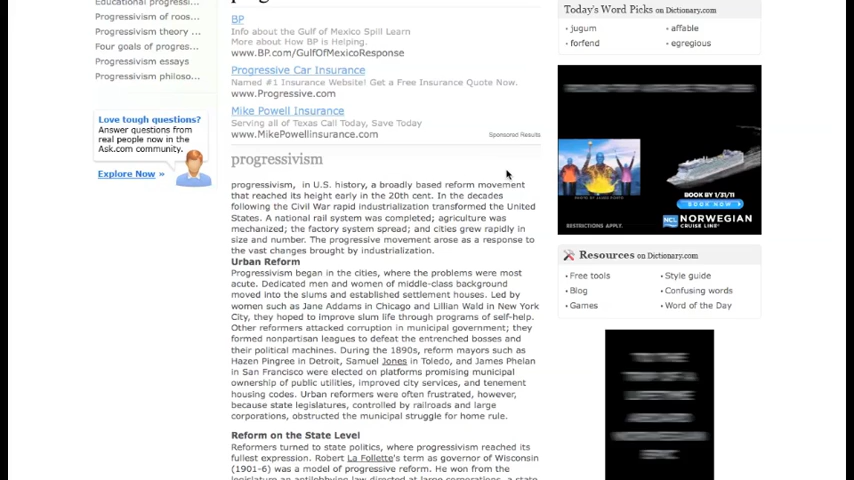 Educational progressi...
Progressivism of roos...
Progressivism theory ...
Four goals of progres...
Progressivism essays
Progressivism philoso...
Love tough questions?
Answer questions from
real people now in the
Ask.com community.
Explore Now »
BP
Info about the Gulf of Mexico Spill Learn
More about How BP is Helping.
www.BP.com/GulfOfMexicoResponse
Progressive Car Insurance
Named #1 Insurance Website! Get a Free Insurance Quote Now.
www.Progressive.com
Mike Powell Insurance
Serving all of Texas Call Today, Save Today
www.MikePowellinsurance.com
Sponsored Results
progressivism
progressivism, in U.S. history, a broadly based reform movement
that reached its height early in the 20th cent. In the decades
following the Civil War rapid industrialization transformed the United
States. A national rail system was completed; agriculture was
mechanized; the factory system spread; and cities grew rapidly in
size and number. The progressive movement arose as a response to
the vast changes brought by industrialization.
Urban Reform
Progressivism began in the cities, where the problems were most
acute. Dedicated men and women of middle-class background
moved into the slums and established settlement houses. Led by
women such as Jane Addams in Chicago and Lillian Wald in New York
City, they hoped to improve slum life through programs of self-help.
Other reformers attacked corruption in municipal government; they
formed nonpartisan leagues to defeat the entrenched bosses and
their political machines. During the 1890s, reform mayors such as
Hazen Pingree in Detroit, Samuel Jones in Toledo, and James Phelan
in San Francisco were elected on platforms promising municipal
ownership of public utilities, improved city services, and tenement
housing codes. Urban reformers were often frustrated, however,
because state legislatures, controlled by railroads and large
corporations, obstructed the municipal struggle for home rule.
Reform on the State Level
Reformers turned to state politics, where progressivism reached its
fullest expression. Robert La Follette's term as governor of Wisconsin
(1901-6) was a model of progressive reform. He won from the
legislature an antilobbying law directed at large corporations, a state
Today's Word Picks on Dictionary.com
• jugum
• affable
• forfend
• egregious
BOOK BY 1/31/11
BOOK NOW
RESTRICTIONS APPLY.
NCL NORWEGIAN
CRUISE LINE
Resources on Dictionary.com
• Free tools
• Style guide
• Blog
• Confusing words
• Games
• Word of the Day